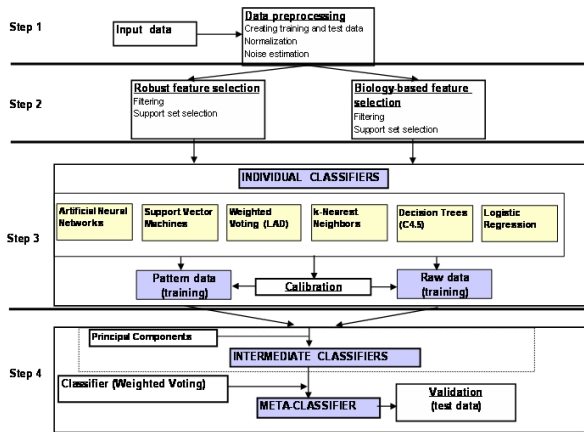 Step 1
Input data
Data preprocessing
Creating training and test data
Normalization
Noise estimation
Step 2
Robust feature selection
Filtering
Support set selection
Biology-based feature
selection
Filtering
Support set selection
Step 3
INDIVIDUAL CLASSIFIERS
Artificial Neural
Networks
Support Vector
Machines
Weighted
Voting (LAD)
k-Nearest
Neighbors
Decision Trees
(C4.5)
Logistic
Regression
Pattern data
(training)
Calibration
Raw data
(training)
Step 4
Principal Components
INTERMEDIATE CLASSIFIERS
Classifier (Weighted Voting)
META-CLASSIFIER
Validation
(test data)